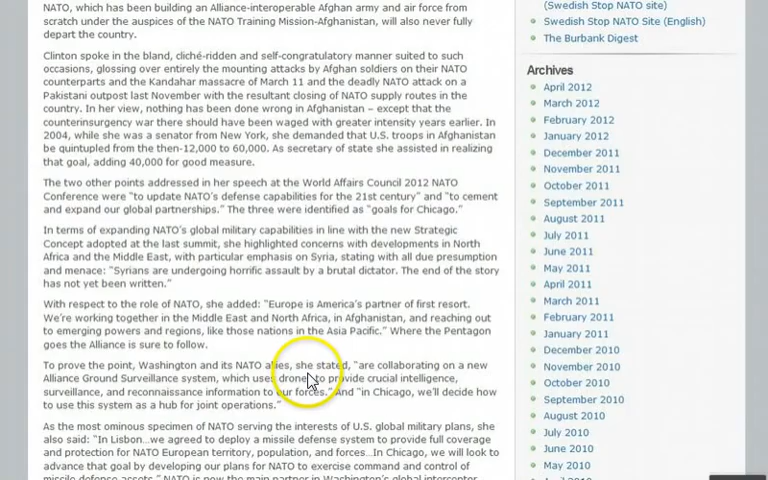 NATO, which has been building an Alliance-interoperable Afghan army and air force from
scratch under the auspices of the NATO Training Mission-Afghanistan, will also never fully
depart the country.
Clinton spoke in the bland, cliché-ridden and self-congratulatory manner suited to such
occasions, glossing over entirely the mounting attacks by Afghan soldiers on their NATO
counterparts and the Kandahar massacre of March 11 and the deadly NATO attack on a
Pakistani outpost last November with the resultant closing of NATO supply routes in the
country. In her view, nothing has been done wrong in Afghanistan – except that the
counterinsurgency war there should have been waged with greater intensity years earlier. In
2004, while she was a senator from New York, she demanded that U.S. troops in Afghanistan
be quintupled from the then-12,000 to 60,000. As secretary of state she assisted in realizing
that goal, adding 40,000 for good measure.
The two other points addressed in her speech at the World Affairs Council 2012 NATO
Conference were "to update NATO's defense capabilities for the 21st century" and "to cement
and expand our global partnerships." The three were identified as "goals for Chicago."
In terms of expanding NATO's global military capabilities in line with the new Strategic
Concept adopted at the last summit, she highlighted concerns with developments in North
Africa and the Middle East, with particular emphasis on Syria, stating with all due presumption
and menace: "Syrians are undergoing horrific assault by a brutal dictator. The end of the story
has not yet been written."
With respect to the role of NATO, she added: "Europe is America's partner of first resort.
We're working together in the Middle East and North Africa, in Afghanistan, and reaching out
to emerging powers and regions, like those nations in the Asia Pacific." Where the Pentagon
goes the Alliance is sure to follow.
To prove the point, Washington and its NATO allies, she stated, "are collaborating on a new
Alliance Ground Surveillance system, which uses drones to provide crucial intelligence,
surveillance, and reconnaissance information to our forces." And "in Chicago, we'll decide how
to use this system as a hub for joint operations."
As the most ominous specimen of NATO serving the interests of U.S. global military plans, she
also said: "In Lisbon…we agreed to deploy a missile defense system to provide full coverage
and protection for NATO European territory, population, and forces…In Chicago, we will look to
advance that goal by developing our plans for NATO to exercise command and control of
missile defense assets." NATO is now the main partner in Washington's global interceptor
(Swedish Stop NATO site)
Swedish Stop NATO Site (English)
The Burbank Digest
Archives
April 2012
March 2012
February 2012
January 2012
December 2011
November 2011
October 2011
September 2011
August 2011
July 2011
June 2011
May 2011
April 2011
March 2011
February 2011
January 2011
December 2010
November 2010
October 2010
September 2010
August 2010
July 2010
June 2010
May 2010